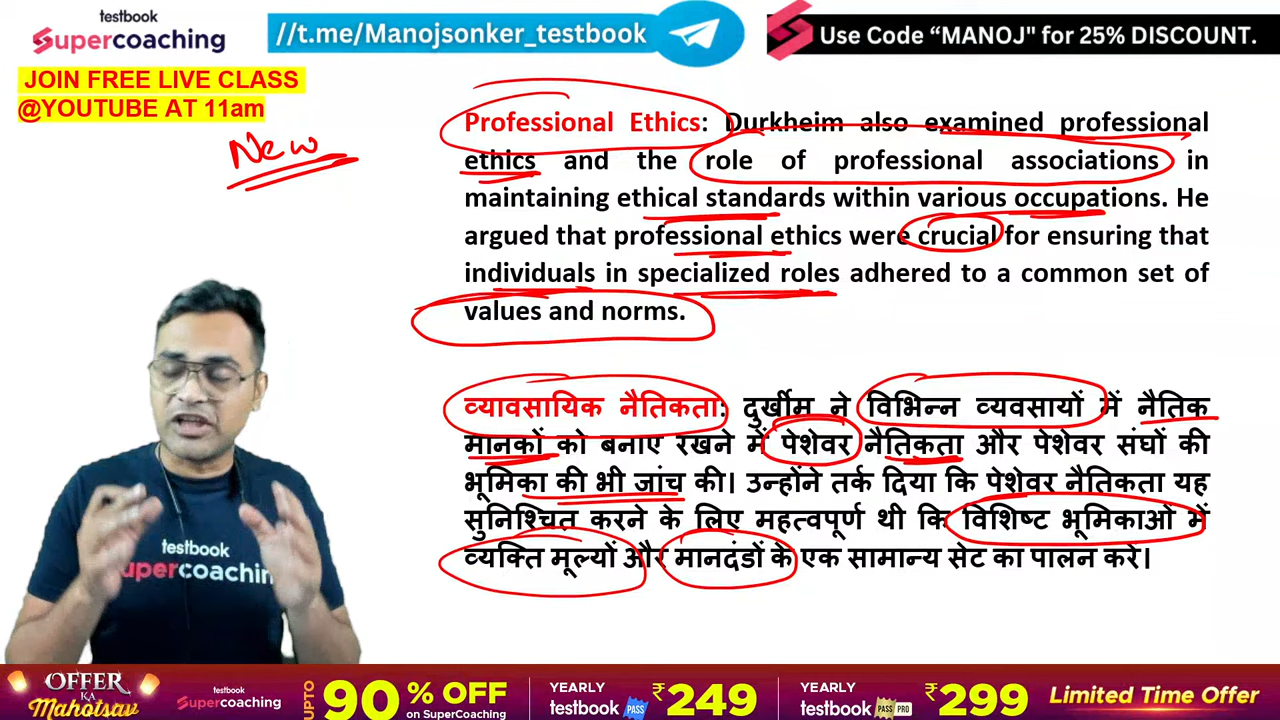 testbook
Supercoaching
//t.me/Manojsonker_testbook
Use Code “MANOJ" for 25% DISCOUNT.
JOIN FREE LIVE CLASS
@YOUTUBE AT 11am
New
Professional Ethics: Durkheim also examined professional
ethics and the role of professional associations in
maintaining ethical standards within various occupations. He
argued that professional ethics were crucial for ensuring that
individuals in specialized roles adhered to a common set of
values and norms.
व्यावसायिक नैतिकता: दुर्खीम ने विभिन्न व्यवसायों में नैतिक
मानकों को बनाए रखने में पेशेवर नैतिकता और पेशेवर संघों की
भूमिका की भी जांच की। उन्होंने तर्क दिया कि पेशेवर नैतिकता यह
सुनिश्चित करने के लिए महत्वपूर्ण थी कि विशिष्ट भूमिकाओं में
व्यक्ति मूल्यों और मानदंडों के एक सामान्य सेट का पालन करें।
testbook
Supercoaching
OFFER
KA
Mahotsav
testbook
Supercoaching
UPTO
90% OFF
on SuperCoaching
YEARLY
testbook PASS
₹249
YEARLY
testbook PASS PRO
₹299
Limited Time Offer